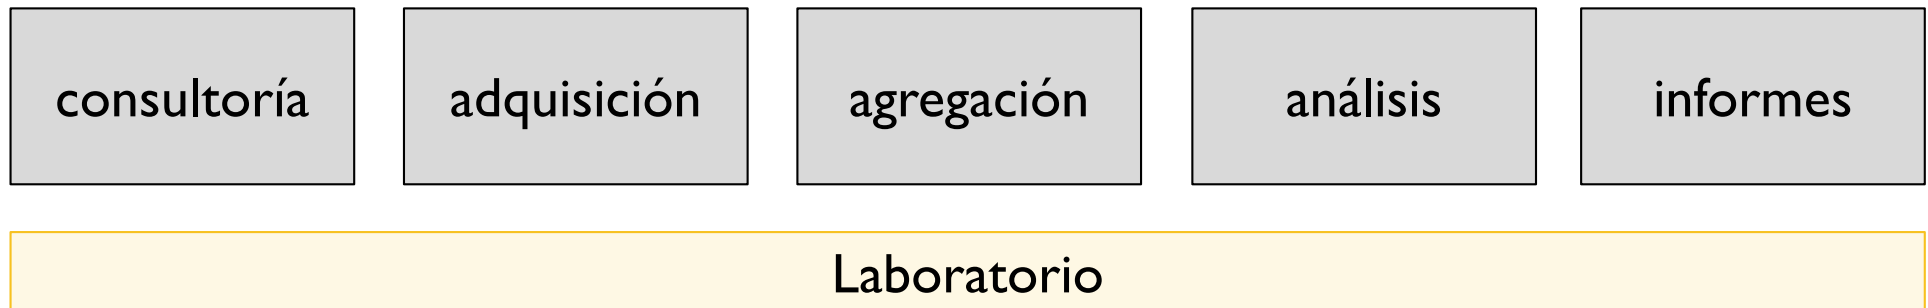 consultoría
adquisición
agregación
análisis
informes
Laboratorio